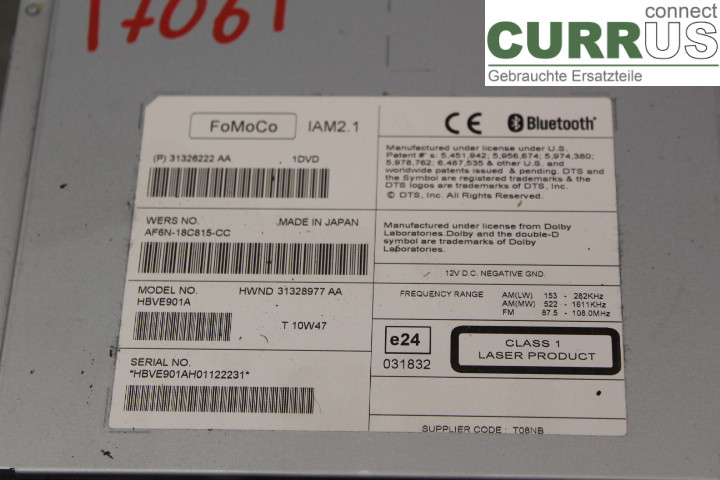 17061
connect
CURRUS
Gebrauchte Ersatzteile
FoMoCo IAM2.1
(P) 31326222 AA 1DVD
WERS NO. MADE IN JAPAN
AF6N-18C815-CC
MODEL NO. HWND 31328977 AA
HBVE901A
T 10W47
SERIAL NO.
*HBVE901AH01122231*
CE Bluetooth
Manufactured under license under U.S.
Patent #'s: 5,451,942; 5,956,674; 5,974,380;
5,978,762; 6,487,535 & other U.S. and
worldwide patents issued & pending. DTS and
the Symbol are registered trademarks & the
DTS logos are trademarks of DTS, Inc.
© DTS, Inc. All Rights Reserved.
Manufactured under license from Dolby
Laboratories.Dolby and the double-D
symbol are trademarks of Dolby
Laboratories.
12V D.C. NEGATIVE GND.
FREQUENCY RANGE AM(LW) 153 - 282KHz
AM(MW) 522 - 1611KHz
FM 87.5 - 108.0MHz
e24
031832
CLASS 1
LASER PRODUCT
SUPPLIER CODE : T08NB